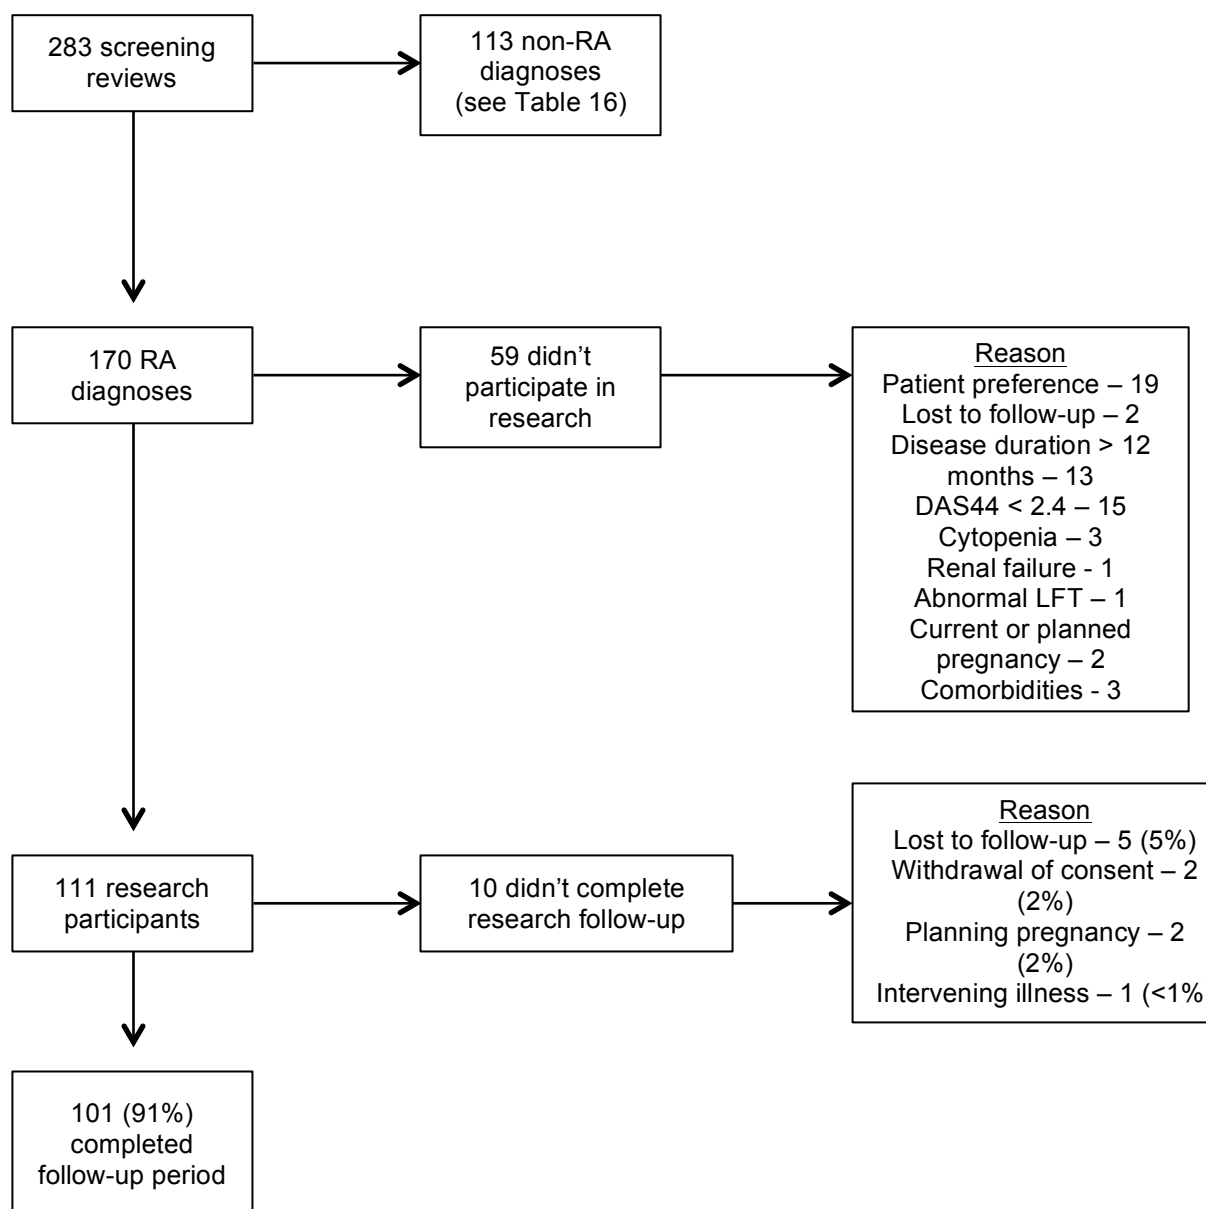 283 screening
reviews
113 non-RA
diagnoses
(see Table 16)
170 RA
diagnoses
59 didn’t
participate in
research
Reason
Patient preference – 19
Lost to follow-up – 2
Disease duration > 12
months – 13
DAS44 < 2.4 – 15
Cytopenia – 3
Renal failure - 1
Abnormal LFT – 1
Current or planned
pregnancy – 2
Comorbidities - 3
111 research
participants
10 didn’t complete
research follow-up
Reason
Lost to follow-up – 5 (5%)
Withdrawal of consent – 2
(2%)
Planning pregnancy – 2
(2%)
Intervening illness – 1 (<1%
101 (91%)
completed
follow-up period